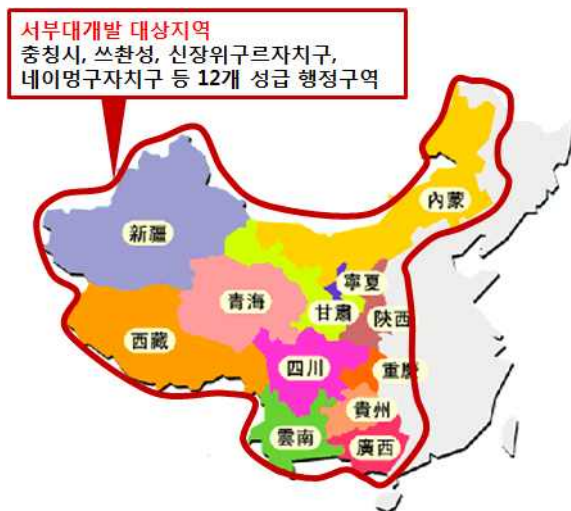 서부대개발 대상지역
충칭시, 쓰촨성, 신장위구르자치구,
네이멍구자치구 등 12개 성급 행정구역
內蒙
新疆
寧夏
青海
甘肅
陝西
西藏
四川
重慶
貴州
雲南
廣西